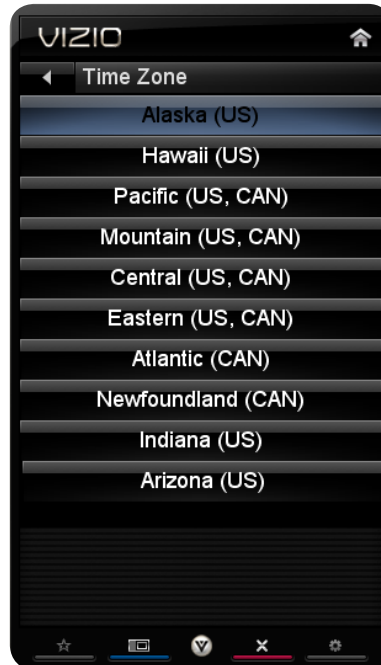 VIZIO
Time Zone
Alaska (US)
Hawaii (US)
Pacific (US, CAN)
Mountain (US, CAN)
Central (US, CAN)
Eastern (US, CAN)
Atlantic (CAN)
Newfoundland (CAN)
Indiana (US)
Arizona (US)